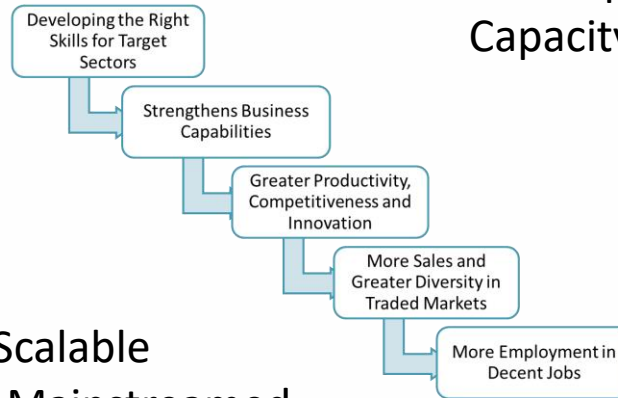 Developing the Right
Skills for Target
Sectors
Capacity
Strengthens Business
Capabilities
Greater Productivity,
Competitiveness and
Innovation
More Sales and
Greater Diversity in
Traded Markets
Scalable
More Employment in
Decent Jobs
Mainstreamed